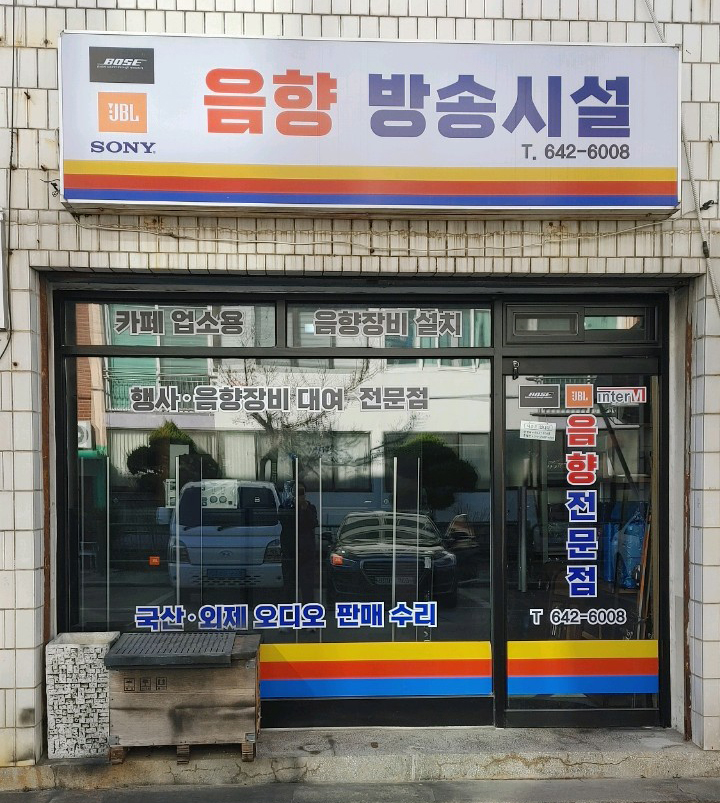 BOSE
JBL
SONY
음향 방송시설
T. 642-6008
카페 업소용
음향장비 설치
행사·음향장비 대여 전문점
BOSE
JBL
interM
음향전문점
T 642-6008
국산·외제 오디오 판매 수리